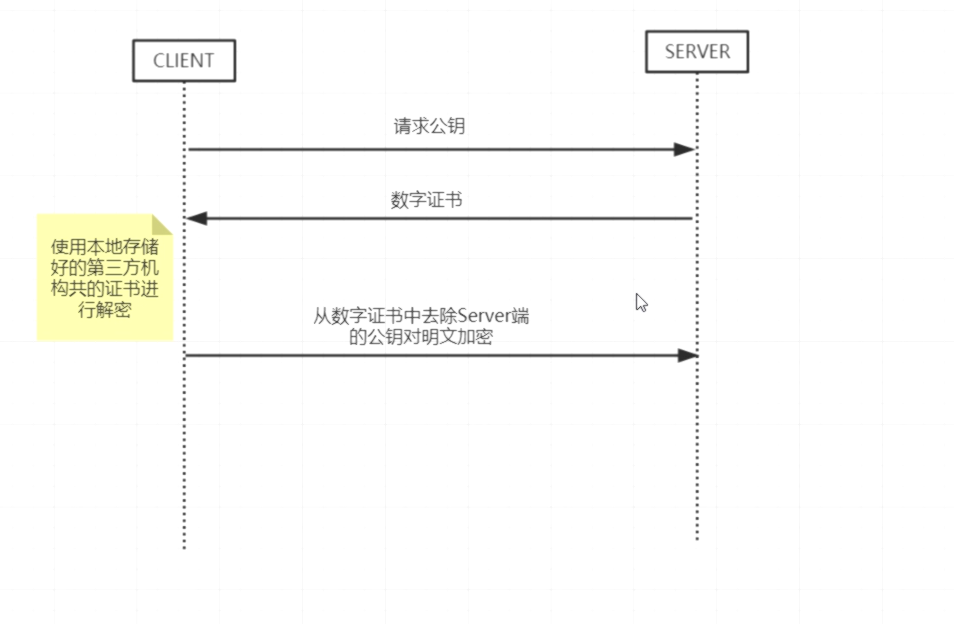 CLIENT
SERVER
请求公钥
数字证书
使用本地存储
好的第三方机
构共的证书进
行解密
从数字证书中去除Server端
的公钥对明文加密